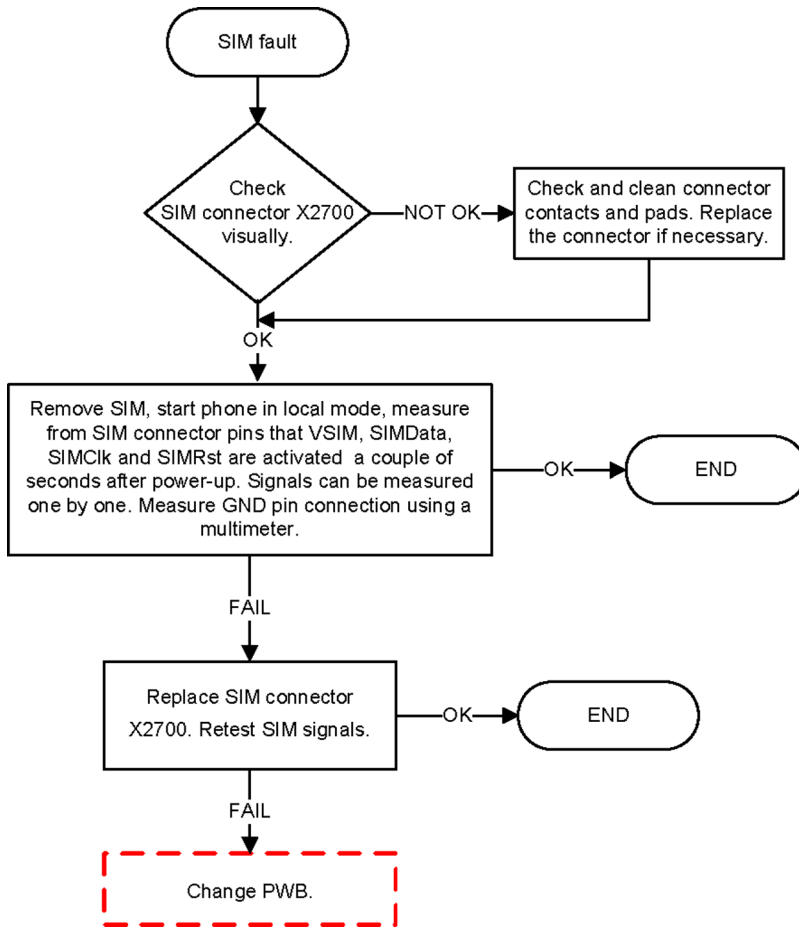 SIM fault
Check
SIM connector X2700
visually.
NOT OK
Check and clean connector
contacts and pads. Replace
the connector if necessary.
OK
Remove SIM, start phone in local mode, measure
from SIM connector pins that VSIM, SIMData,
SIMClk and SIMRst are activated a couple of
seconds after power-up. Signals can be measured
one by one. Measure GND pin connection using a
multimeter.
OK
END
FAIL
Replace SIM connector
X2700. Retest SIM signals.
OK
END
FAIL
Change PWB.